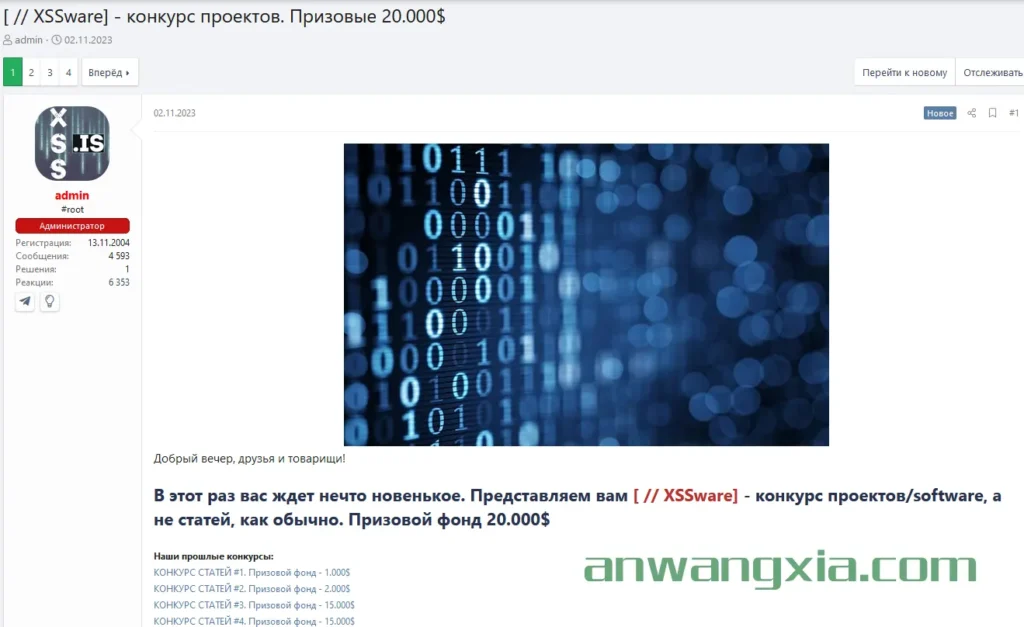 [ // XSSware] - конкурс проектов. Призовые 20.000$
admin · 02.11.2023
1 2 3 4 Вперёд
Перейти к новому Отслеживать
02.11.2023 Новое #1
X
S .IS
S
admin
#root
Администратор
Регистрация: 13.11.2004
Сообщения: 4 593
Решения: 1
Реакции: 6 353
Добрый вечер, друзья и товарищи!
В этот раз вас ждет нечто новенькое. Представляем вам [ // XSSware] - конкурс проектов/software, а
не статей, как обычно. Призовой фонд 20.000$
Наши прошлые конкурсы:
КОНКУРС СТАТЕЙ #1. Призовой фонд - 1.000$
КОНКУРС СТАТЕЙ #2. Призовой фонд - 2.000$
КОНКУРС СТАТЕЙ #3. Призовой фонд - 15.000$
КОНКУРС СТАТЕЙ #4. Призовой фонд - 15.000$
anwangxia.com